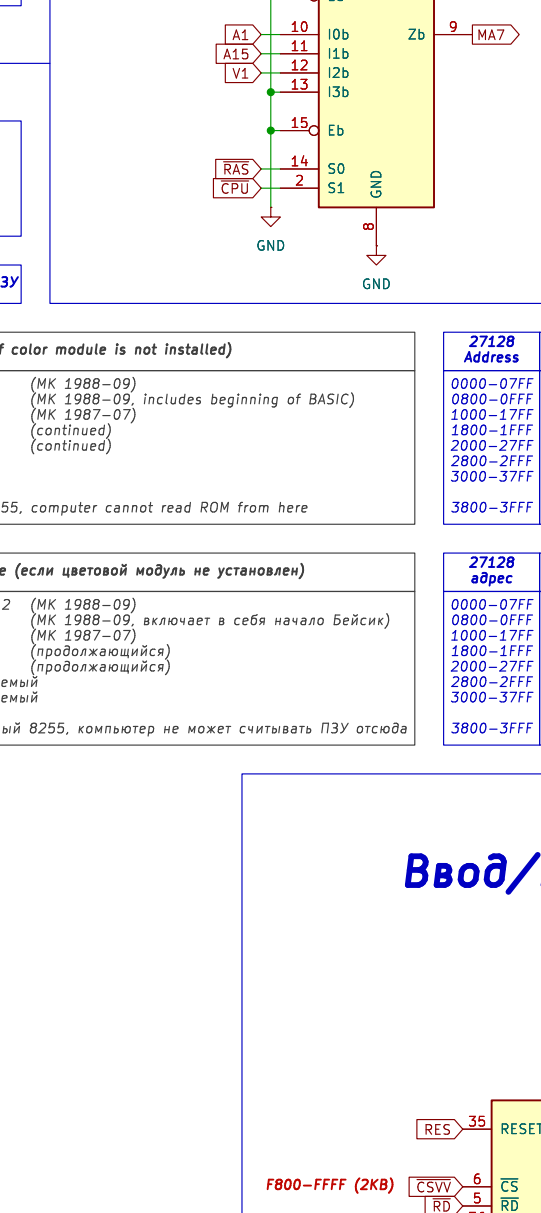 A1 10 I0b Zb 9 MA7
A15 11 I1b
V1 12 I2b
13 I3b
15 Eb
RAS 14 S0
CPU 2 S1
GND
8
GND
GND
ЗУ
f color module is not installed)
(MK 1988-09)
(MK 1988-09, includes beginning of BASIC)
(MK 1987-07)
(continued)
(continued)
55, computer cannot read ROM from here
27128
Address
0000-07FF
0800-0FFF
1000-17FF
1800-1FFF
2000-27FF
2800-2FFF
3000-37FF
3800-3FFF
е (если цветовой модуль не установлен)
2 (МК 1988-09)
(МК 1988-09, включает в себя начало Бейсик)
(МК 1987-07)
(продолжающийся)
(продолжающийся)
емый
емый
ый 8255, компьютер не может считывать ПЗУ отсюда
27128
адрес
0000-07FF
0800-0FFF
1000-17FF
1800-1FFF
2000-27FF
2800-2FFF
3000-37FF
3800-3FFF
Ввод/
RES 35 RESET
F800-FFFF (2KB) CSVV 6 CS
RD 5 RD